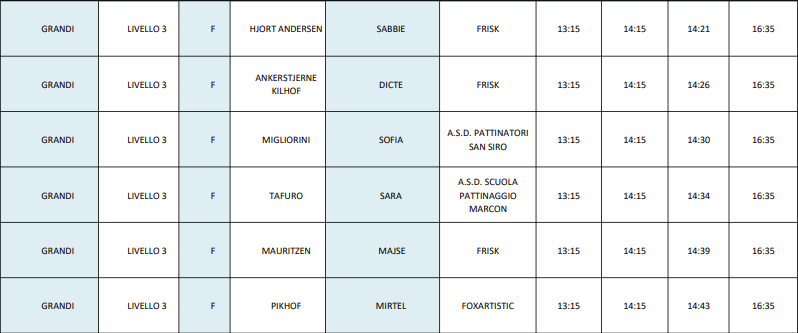 GRANDI LIVELLO 3 F HJORT ANDERSEN SABBIE FRISK 13:15 14:15 14:21 16:35
GRANDI LIVELLO 3 F ANKERSTJERNE KILHOF DICTE FRISK 13:15 14:15 14:26 16:35
GRANDI LIVELLO 3 F MIGLIORINI SOFIA A.S.D. PATTINATORI SAN SIRO 13:15 14:15 14:30 16:35
GRANDI LIVELLO 3 F TAFURO SARA A.S.D. SCUOLA PATTINAGGIO MARCON 13:15 14:15 14:34 16:35
GRANDI LIVELLO 3 F MAURITZEN MAJSE FRISK 13:15 14:15 14:39 16:35
GRANDI LIVELLO 3 F PIKHOF MIRTEL FOXARTISTIC 13:15 14:15 14:43 16:35